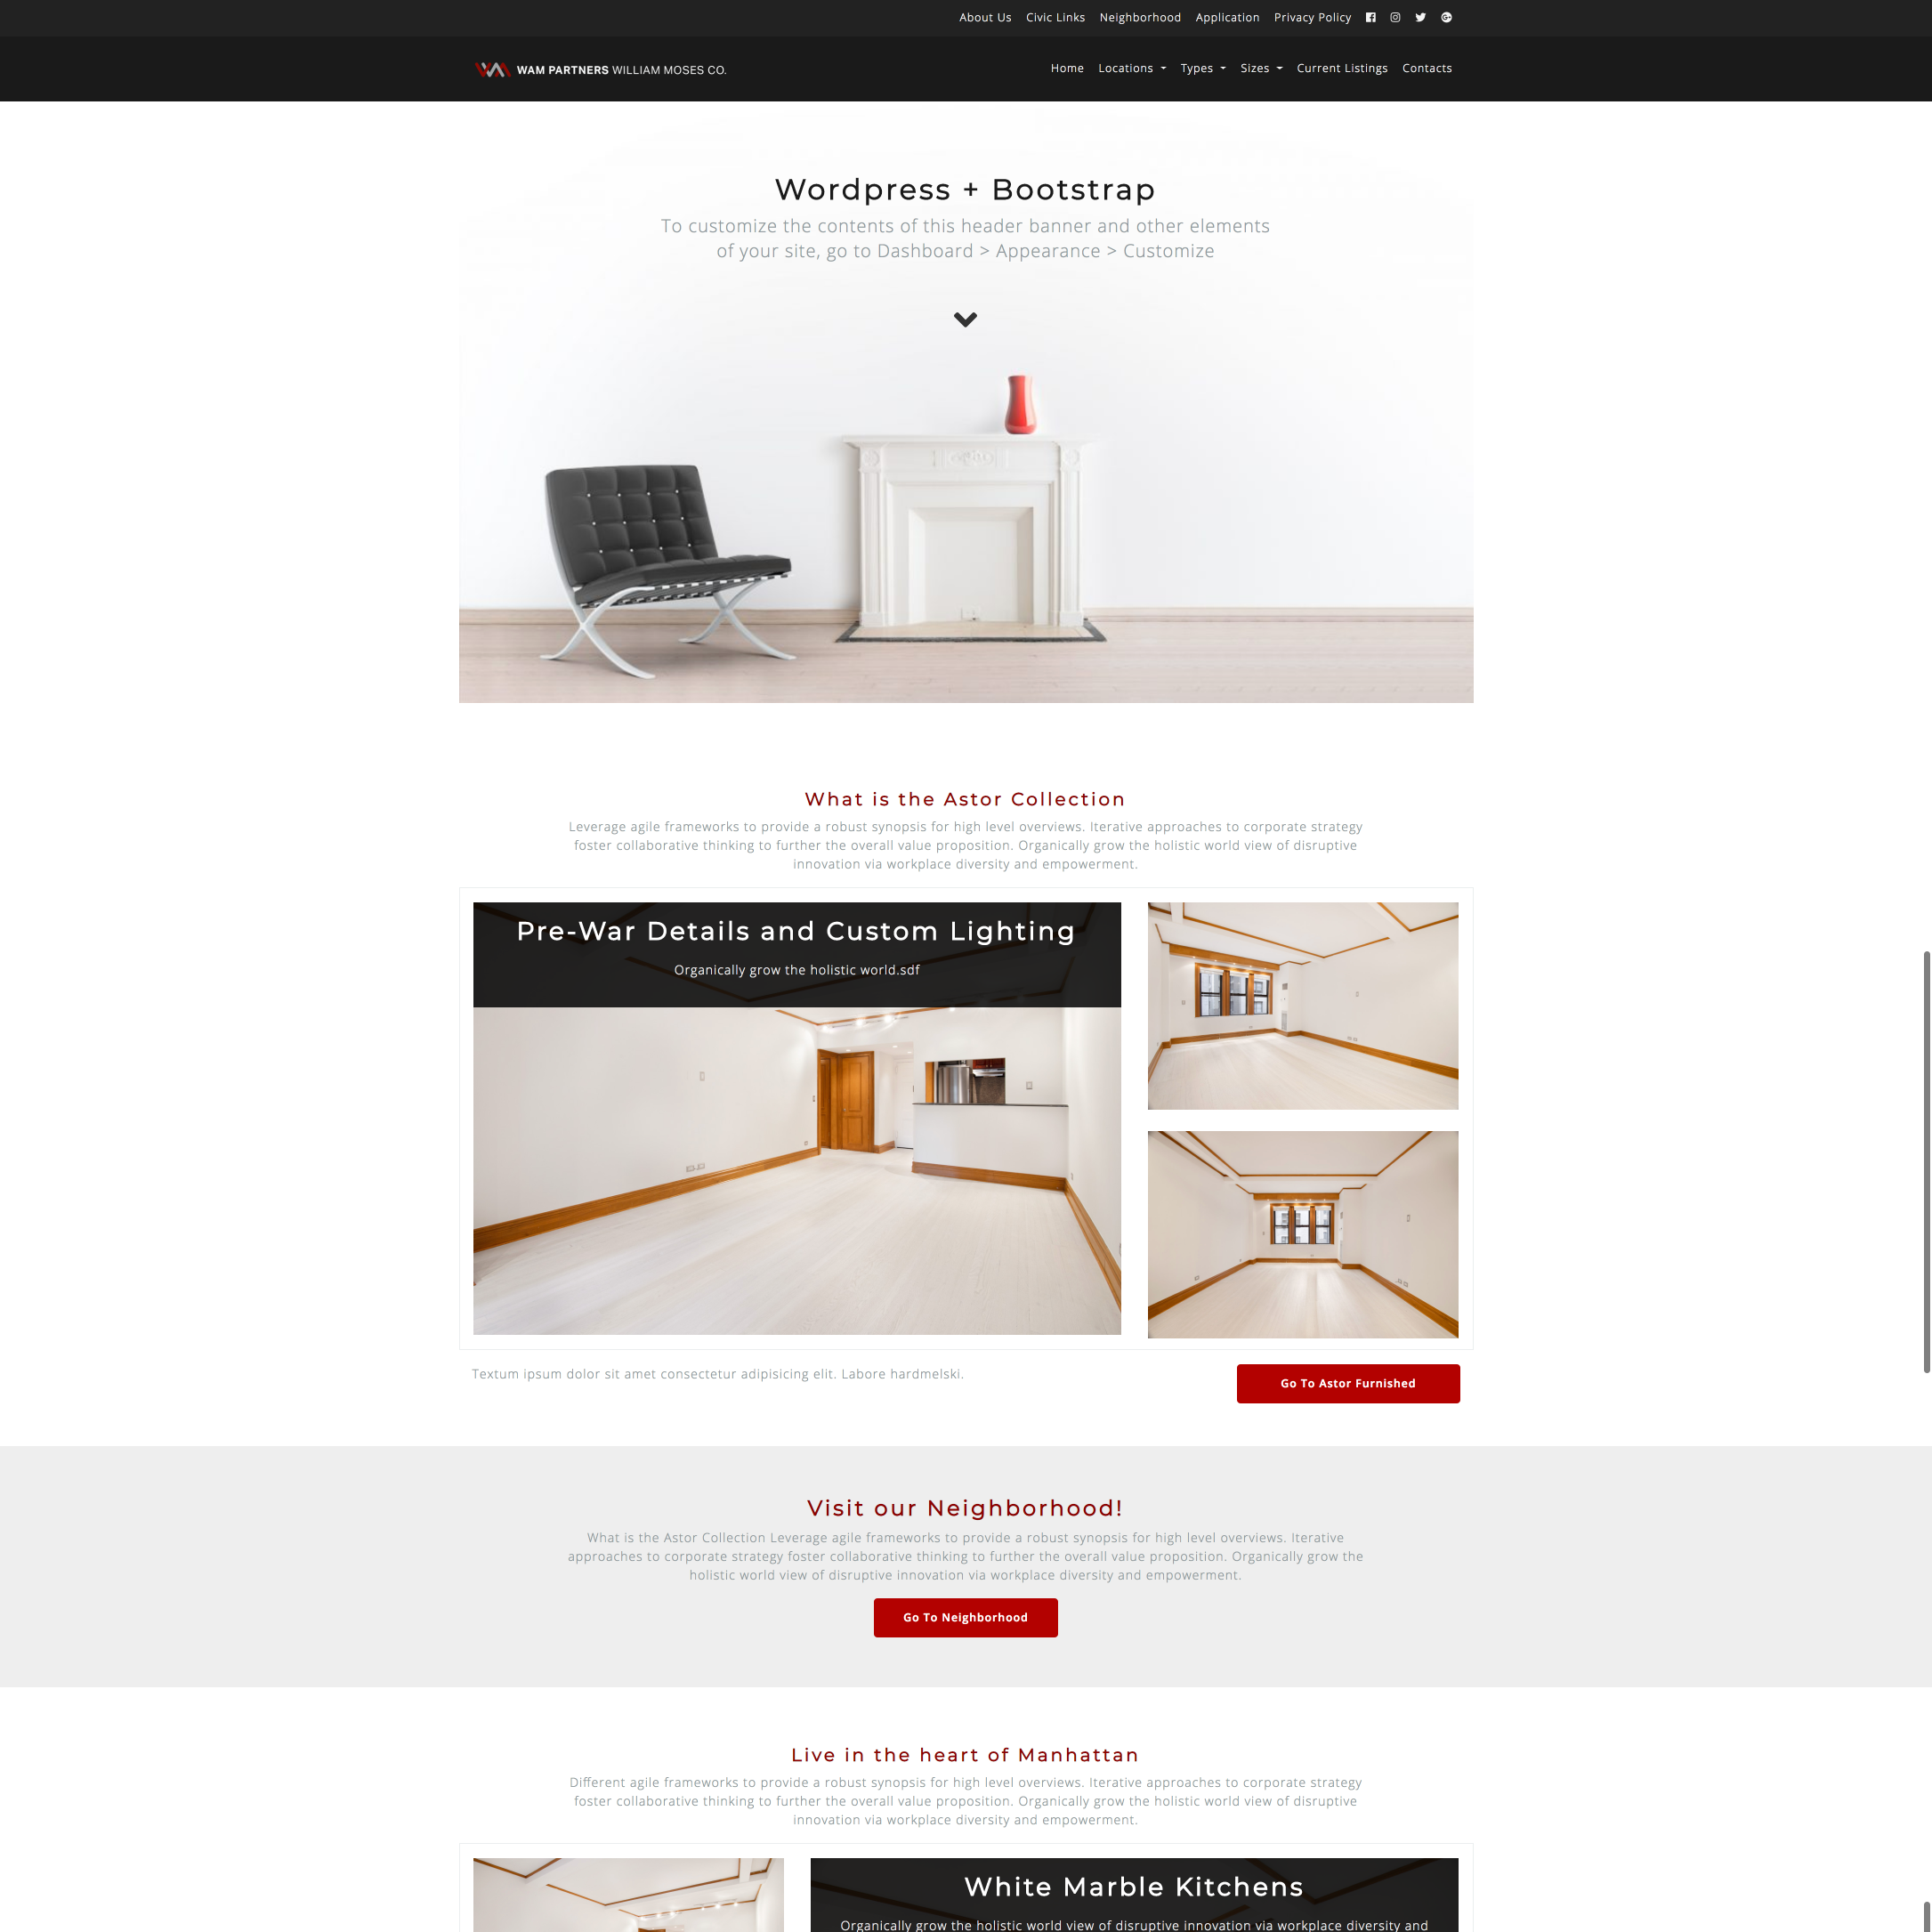 About Us Civic Links Neighborhood Application Privacy Policy
WAM PARTNERS WILLIAM MOSES CO.
Home Locations Types Sizes Current Listings Contacts
Wordpress + Bootstrap
To customize the contents of this header banner and other elements
of your site, go to Dashboard > Appearance > Customize
What is the Astor Collection
Leverage agile frameworks to provide a robust synopsis for high level overviews. Iterative approaches to corporate strategy
foster collaborative thinking to further the overall value proposition. Organically grow the holistic world view of disruptive
innovation via workplace diversity and empowerment.
Pre-War Details and Custom Lighting
Organically grow the holistic world.sdf
Textum ipsum dolor sit amet consectetur adipisicing elit. Labore hardmelski.
Go To Astor Furnished
Visit our Neighborhood!
What is the Astor Collection Leverage agile frameworks to provide a robust synopsis for high level overviews. Iterative
approaches to corporate strategy foster collaborative thinking to further the overall value proposition. Organically grow the
holistic world view of disruptive innovation via workplace diversity and empowerment.
Go To Neighborhood
Live in the heart of Manhattan
Different agile frameworks to provide a robust synopsis for high level overviews. Iterative approaches to corporate strategy
foster collaborative thinking to further the overall value proposition. Organically grow the holistic world view of disruptive
innovation via workplace diversity and empowerment.
White Marble Kitchens
Organically grow the holistic world view of disruptive innovation via workplace diversity and